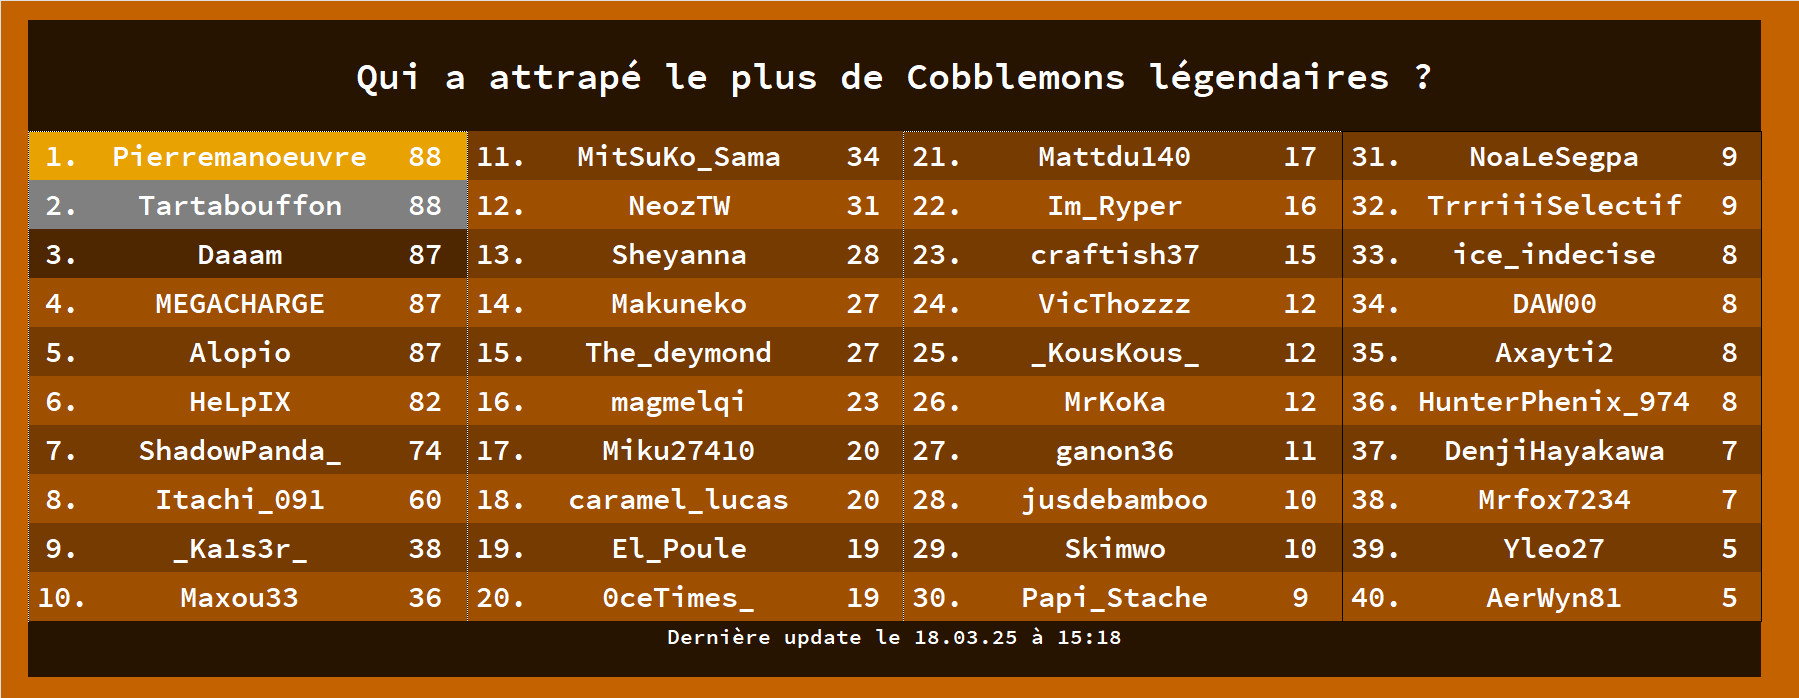 Qui a attrapé le plus de Cobblemons légendaires ?
1. Pierremanoeuvre 88
2. Tartabouffon 88
3. Daaam 87
4. MEGACHARGE 87
5. Alopio 87
6. HeLpIX 82
7. ShadowPanda_ 74
8. Itachi_091 60
9. _Ka1s3r_ 38
10. Maxou33 36
11. MitSuKo_Sama 34
12. NeozTW 31
13. Sheyanna 28
14. Makuneko 27
15. The_deymond 27
16. magmelqi 23
17. Miku27410 20
18. caramel_lucas 20
19. El_Poule 19
20. 0ceTimes_ 19
21. Mattdu140 17
22. Im_Ryper 16
23. craftish37 15
24. VicThozzz 12
25. _KousKous_ 12
26. MrKoKa 12
27. ganon36 11
28. jusdebamboo 10
29. Skimwo 10
30. Papi_Stache 9
31. NoaLeSegpa 9
32. TrrriiiSelectif 9
33. ice_indecise 8
34. DAW00 8
35. Axayti2 8
36. HunterPhenix_974 8
37. DenjiHayakawa 7
38. Mrfox7234 7
39. Yleo27 5
40. AerWyn81 5
Dernière update le 18.03.25 à 15:18